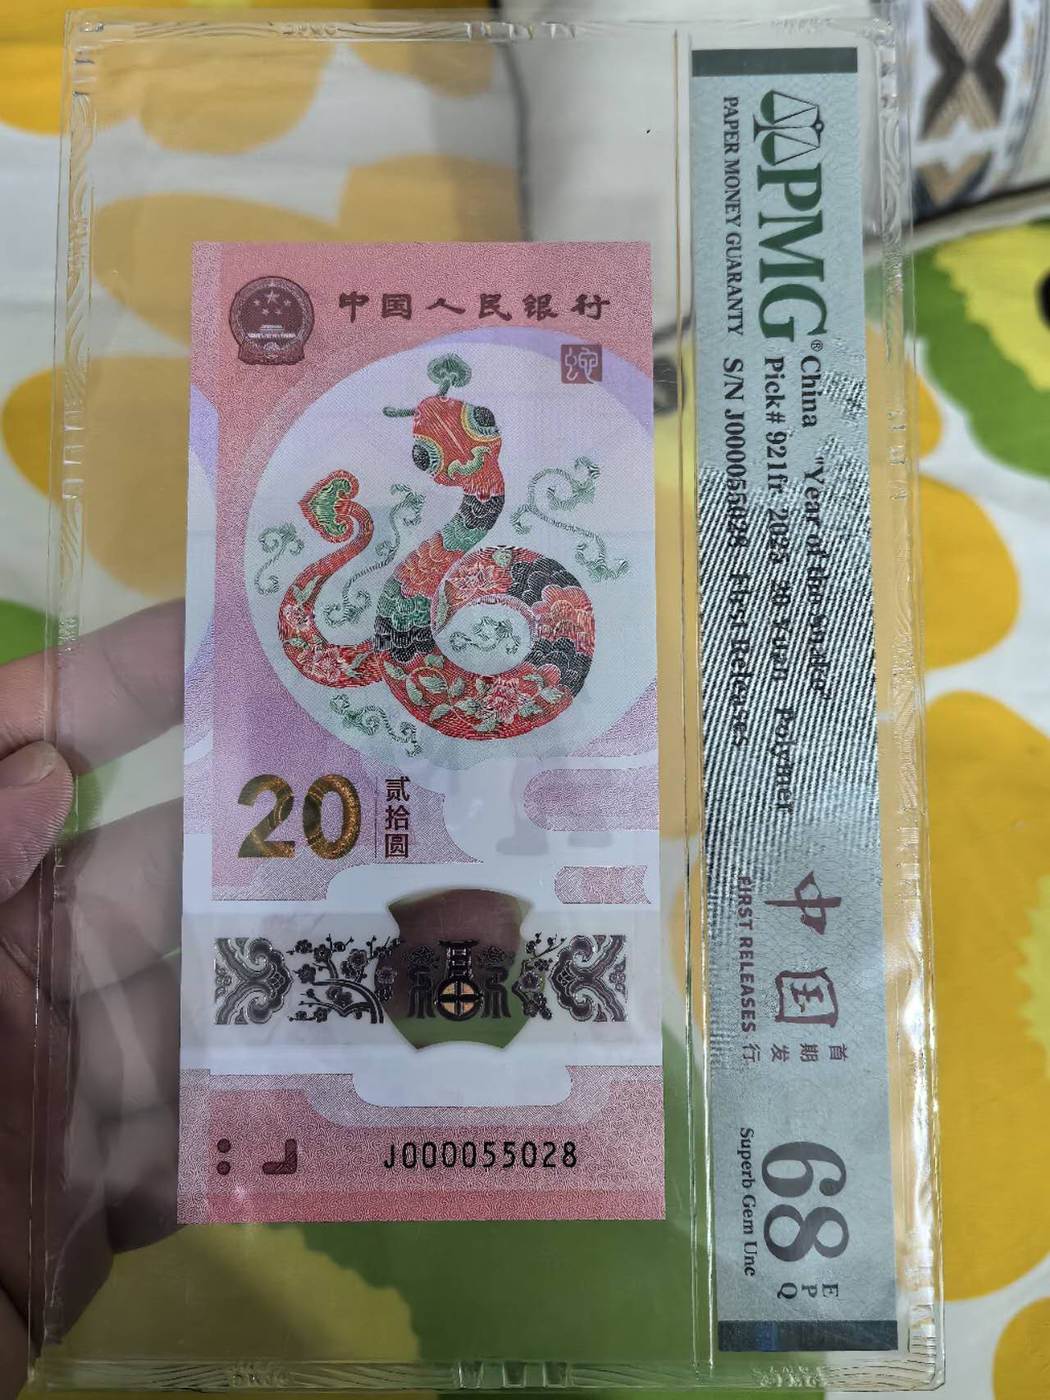 中国人民银行
蛇
20
贰拾圆
J000055028
PMG®
PAPER MONEY GUARANTY
China "Year of the snake"
Pick# 921fr 2025 20 Yuan Polymer
S/N J000055028 First Releases
中国
首期发行
FIRST RELEASES
68
EPQ
Superb Gem Unc